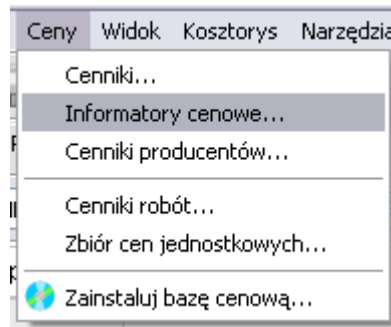 Ceny Widok Kosztorys Narzędzia
Cenniki...
Informatory cenowe...
Cenniki producentów...
Cenniki robót...
Zbiór cen jednostkowych...
Zainstaluj bazę cenową...